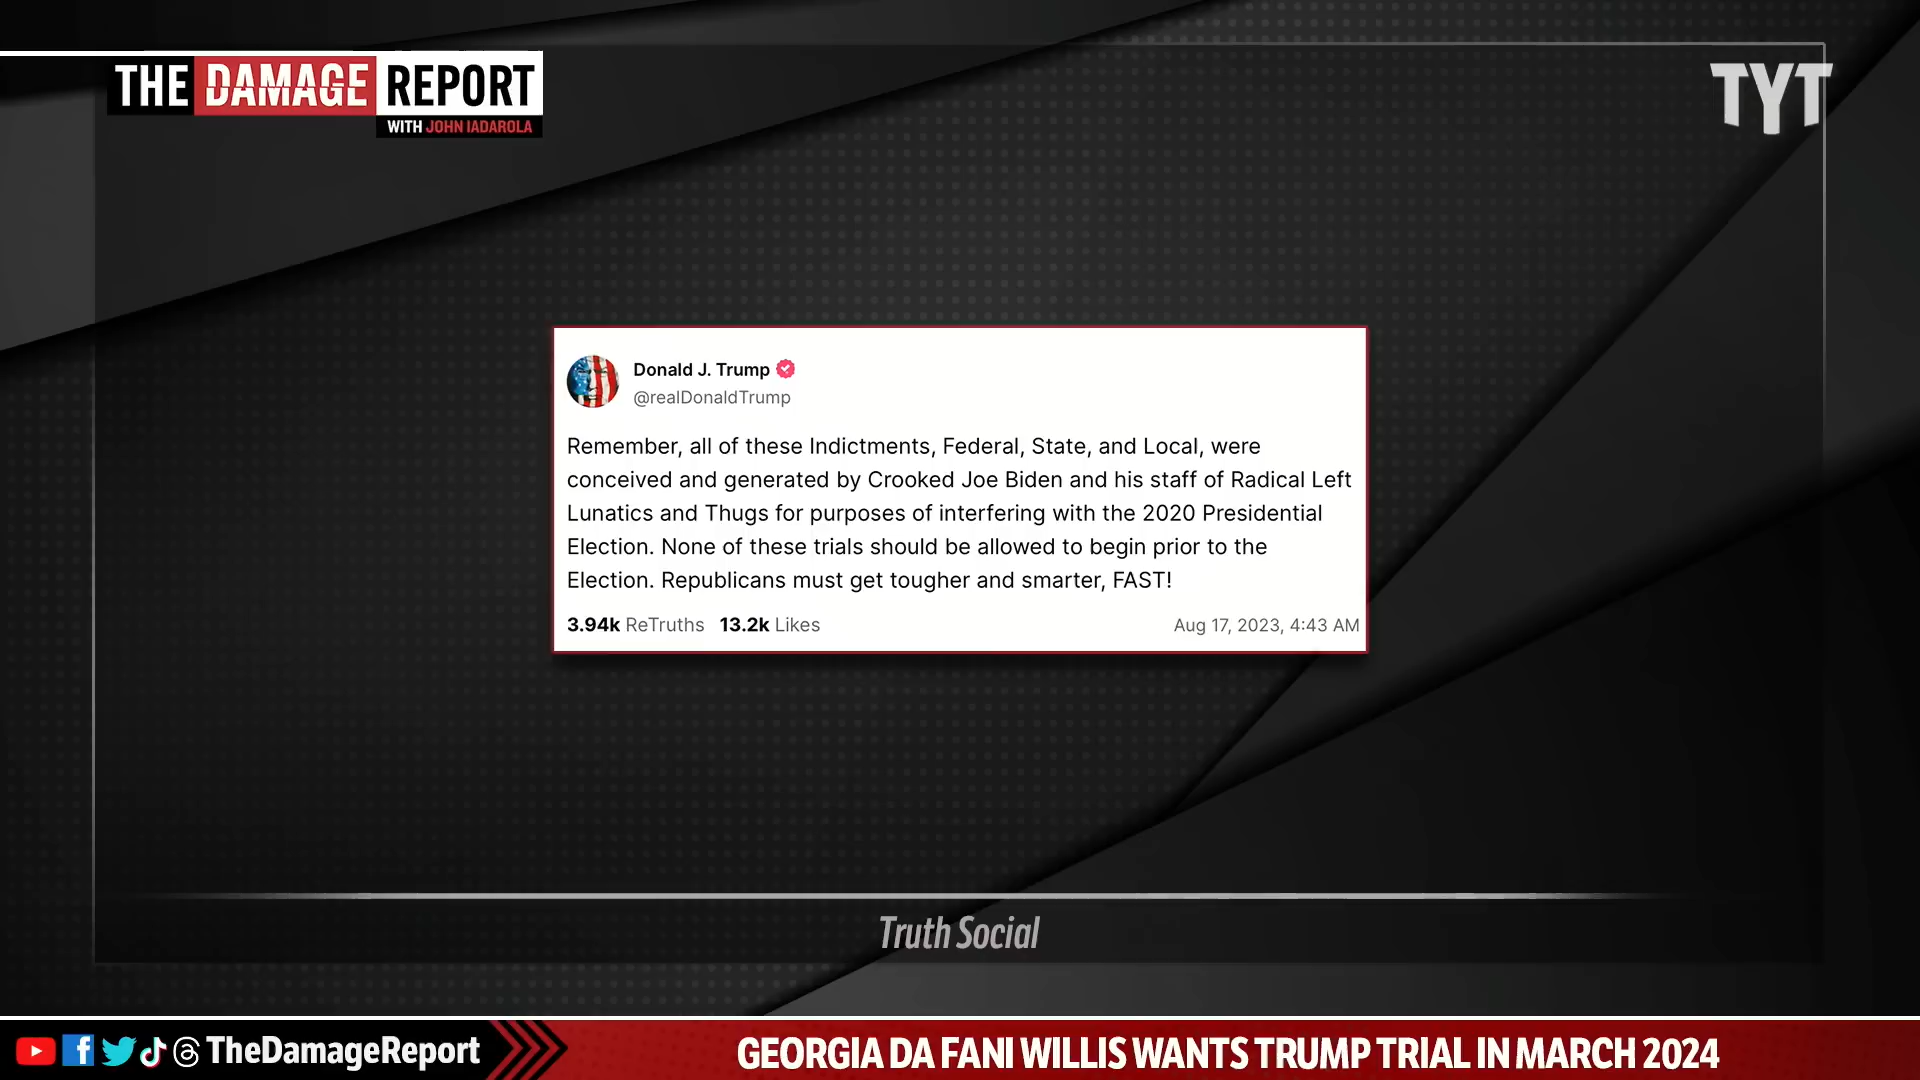 THE DAMAGE REPORT
WITH JOHN IADAROLA
TYT
Donald J. Trump
@realDonaldTrump
Remember, all of these Indictments, Federal, State, and Local, were
conceived and generated by Crooked Joe Biden and his staff of Radical Left
Lunatics and Thugs for purposes of interfering with the 2020 Presidential
Election. None of these trials should be allowed to begin prior to the
Election. Republicans must get tougher and smarter, FAST!
3.94k ReTruths 13.2k Likes
Aug 17, 2023, 4:43 AM
Truth Social
TheDamageReport
GEORGIA DA FANI WILLIS WANTS TRUMP TRIAL IN MARCH 2024